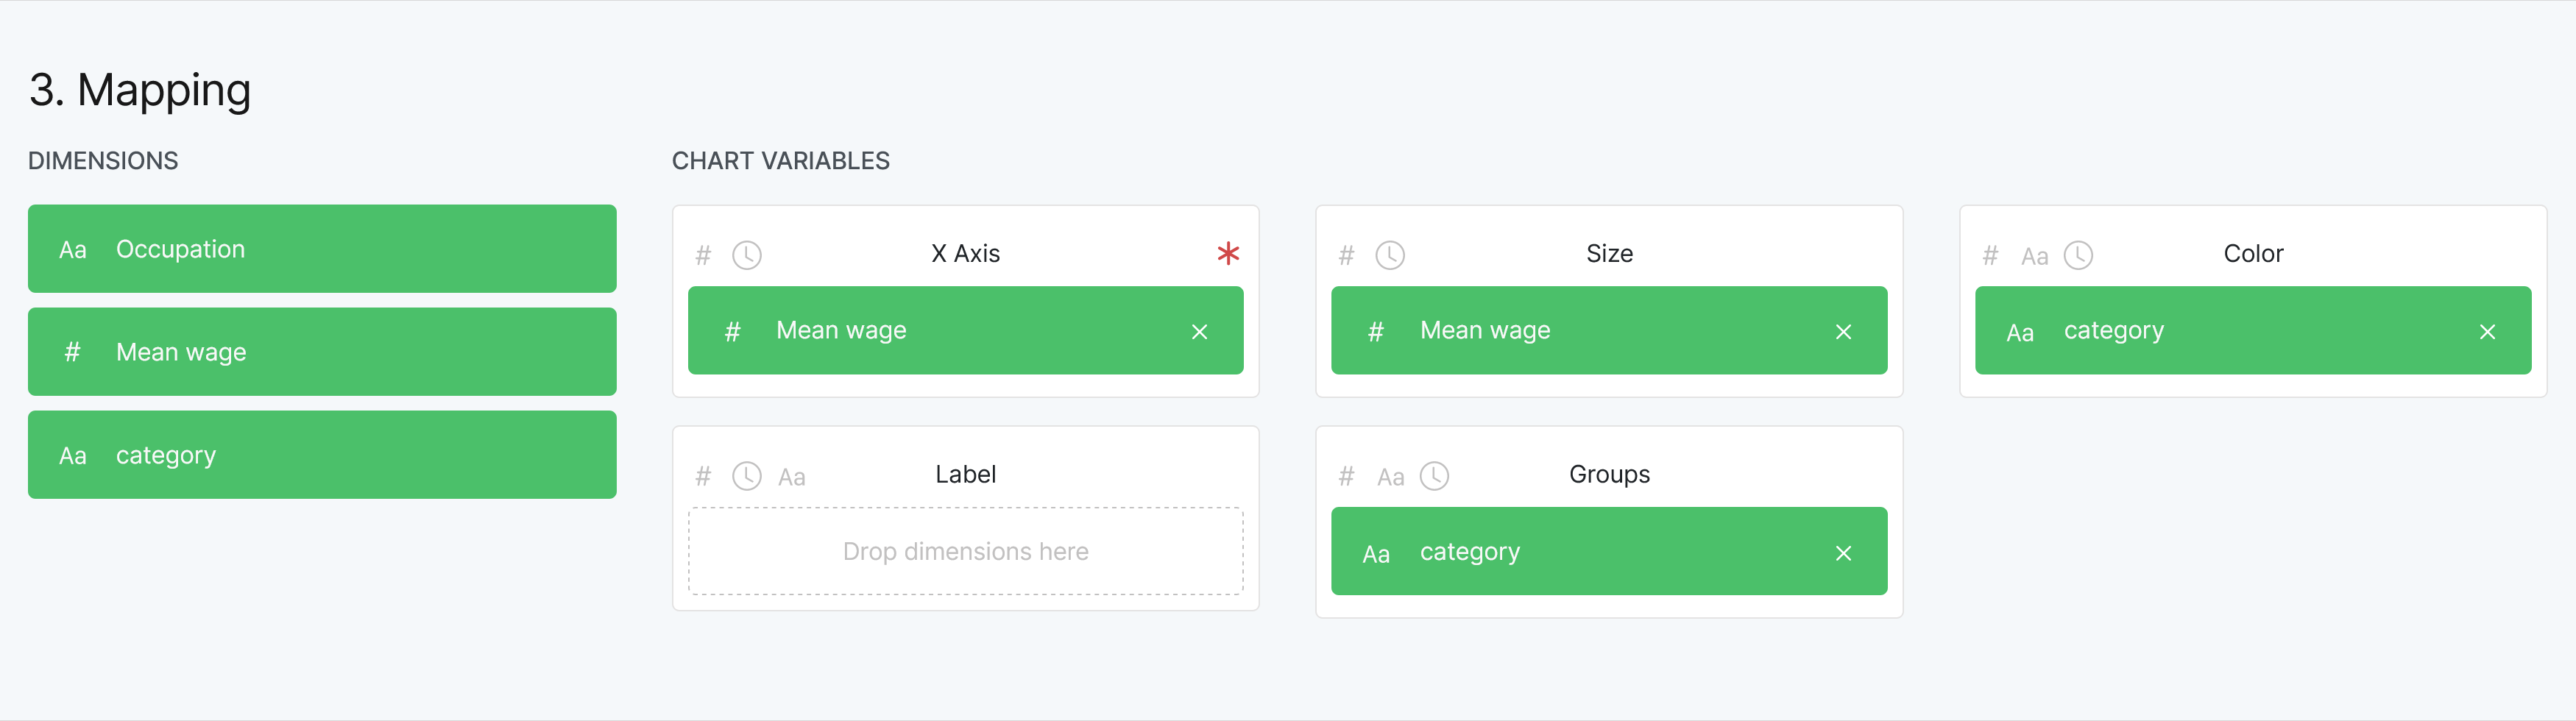 3. Mapping
DIMENSIONS
Aa Occupation
# Mean wage
Aa category
CHART VARIABLES
# X Axis *
# Mean wage ×
# Size
# Mean wage ×
# Aa Color
Aa category ×
# Aa Label
Drop dimensions here
# Aa Groups
Aa category ×